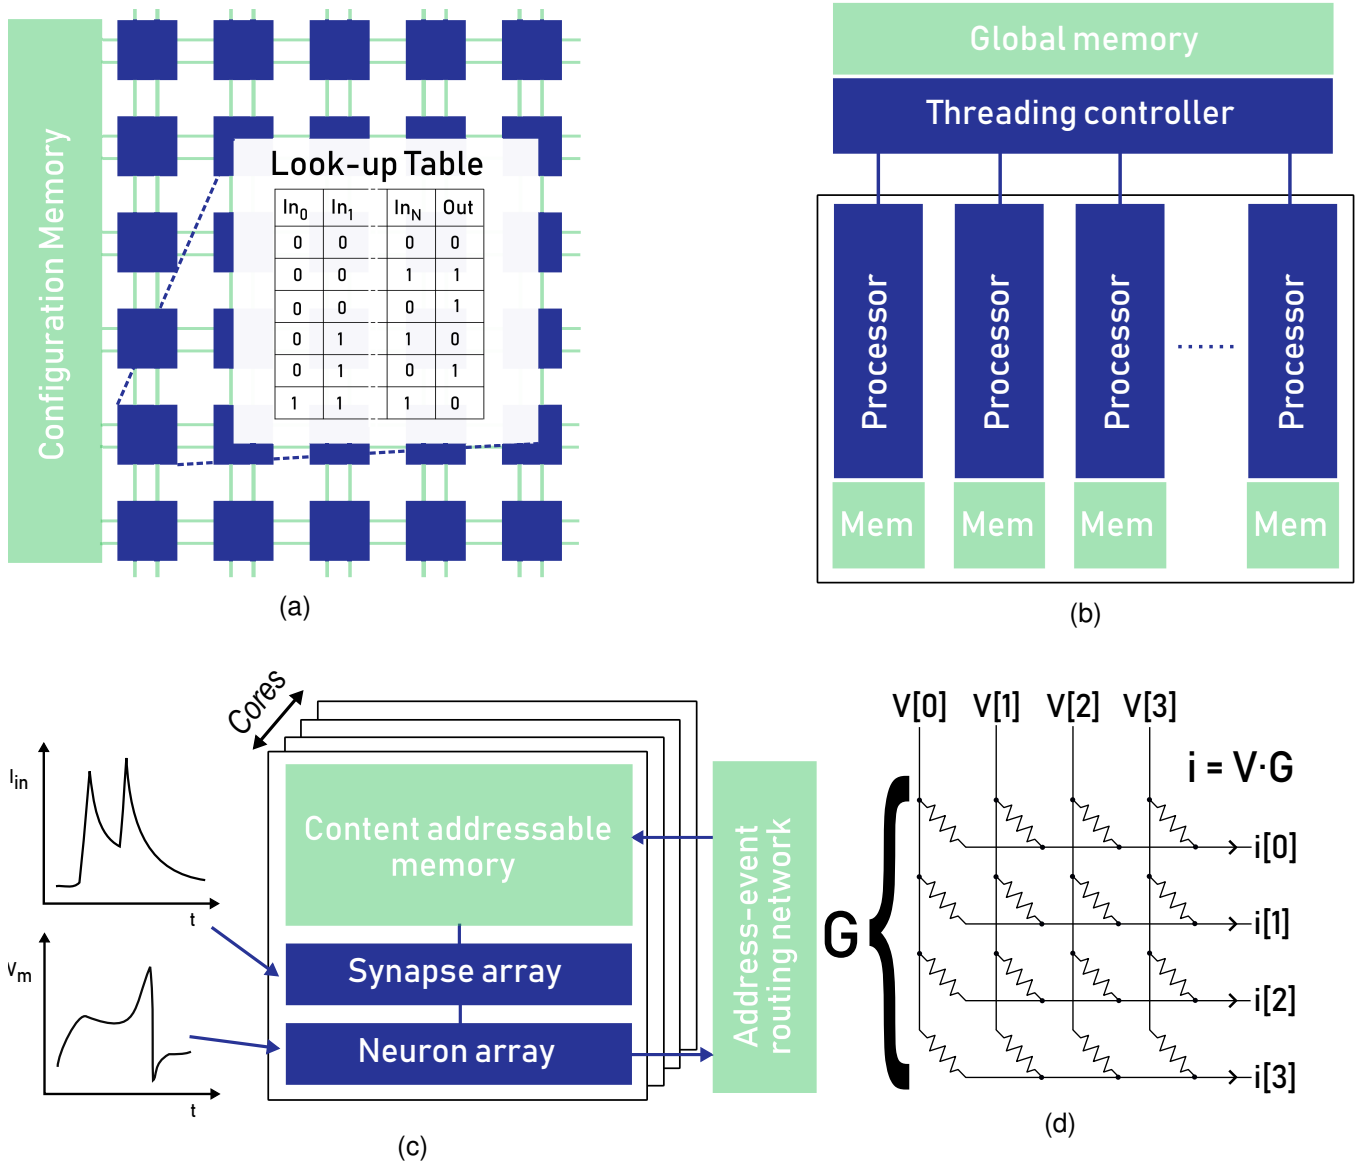 Configuration Memory
Look-up Table
In0 In1 InN Out
0 0 0 0
0 0 1 1
0 0 0 1
0 1 1 0
0 1 0 1
1 1 1 0
(a)
Global memory
Threading controller
Processor Processor Processor ...... Processor
Mem Mem Mem Mem
(b)
Cores
Iin
t
Vm
t
Content addressable
memory
Synapse array
Neuron array
Address-event
routing network
(c)
V[0] V[1] V[2] V[3]
i = V·G
G
i[0]
i[1]
i[2]
i[3]
(d)